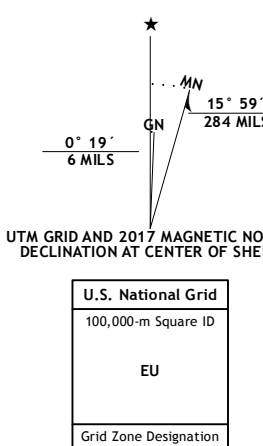 ★
MN
15° 59´
284 MILS
GN
0° 19´
6 MILS
UTM GRID AND 2017 MAGNETIC NO
DECLINATION AT CENTER OF SHE
U.S. National Grid
100,000-m Square ID
EU
Grid Zone Designation